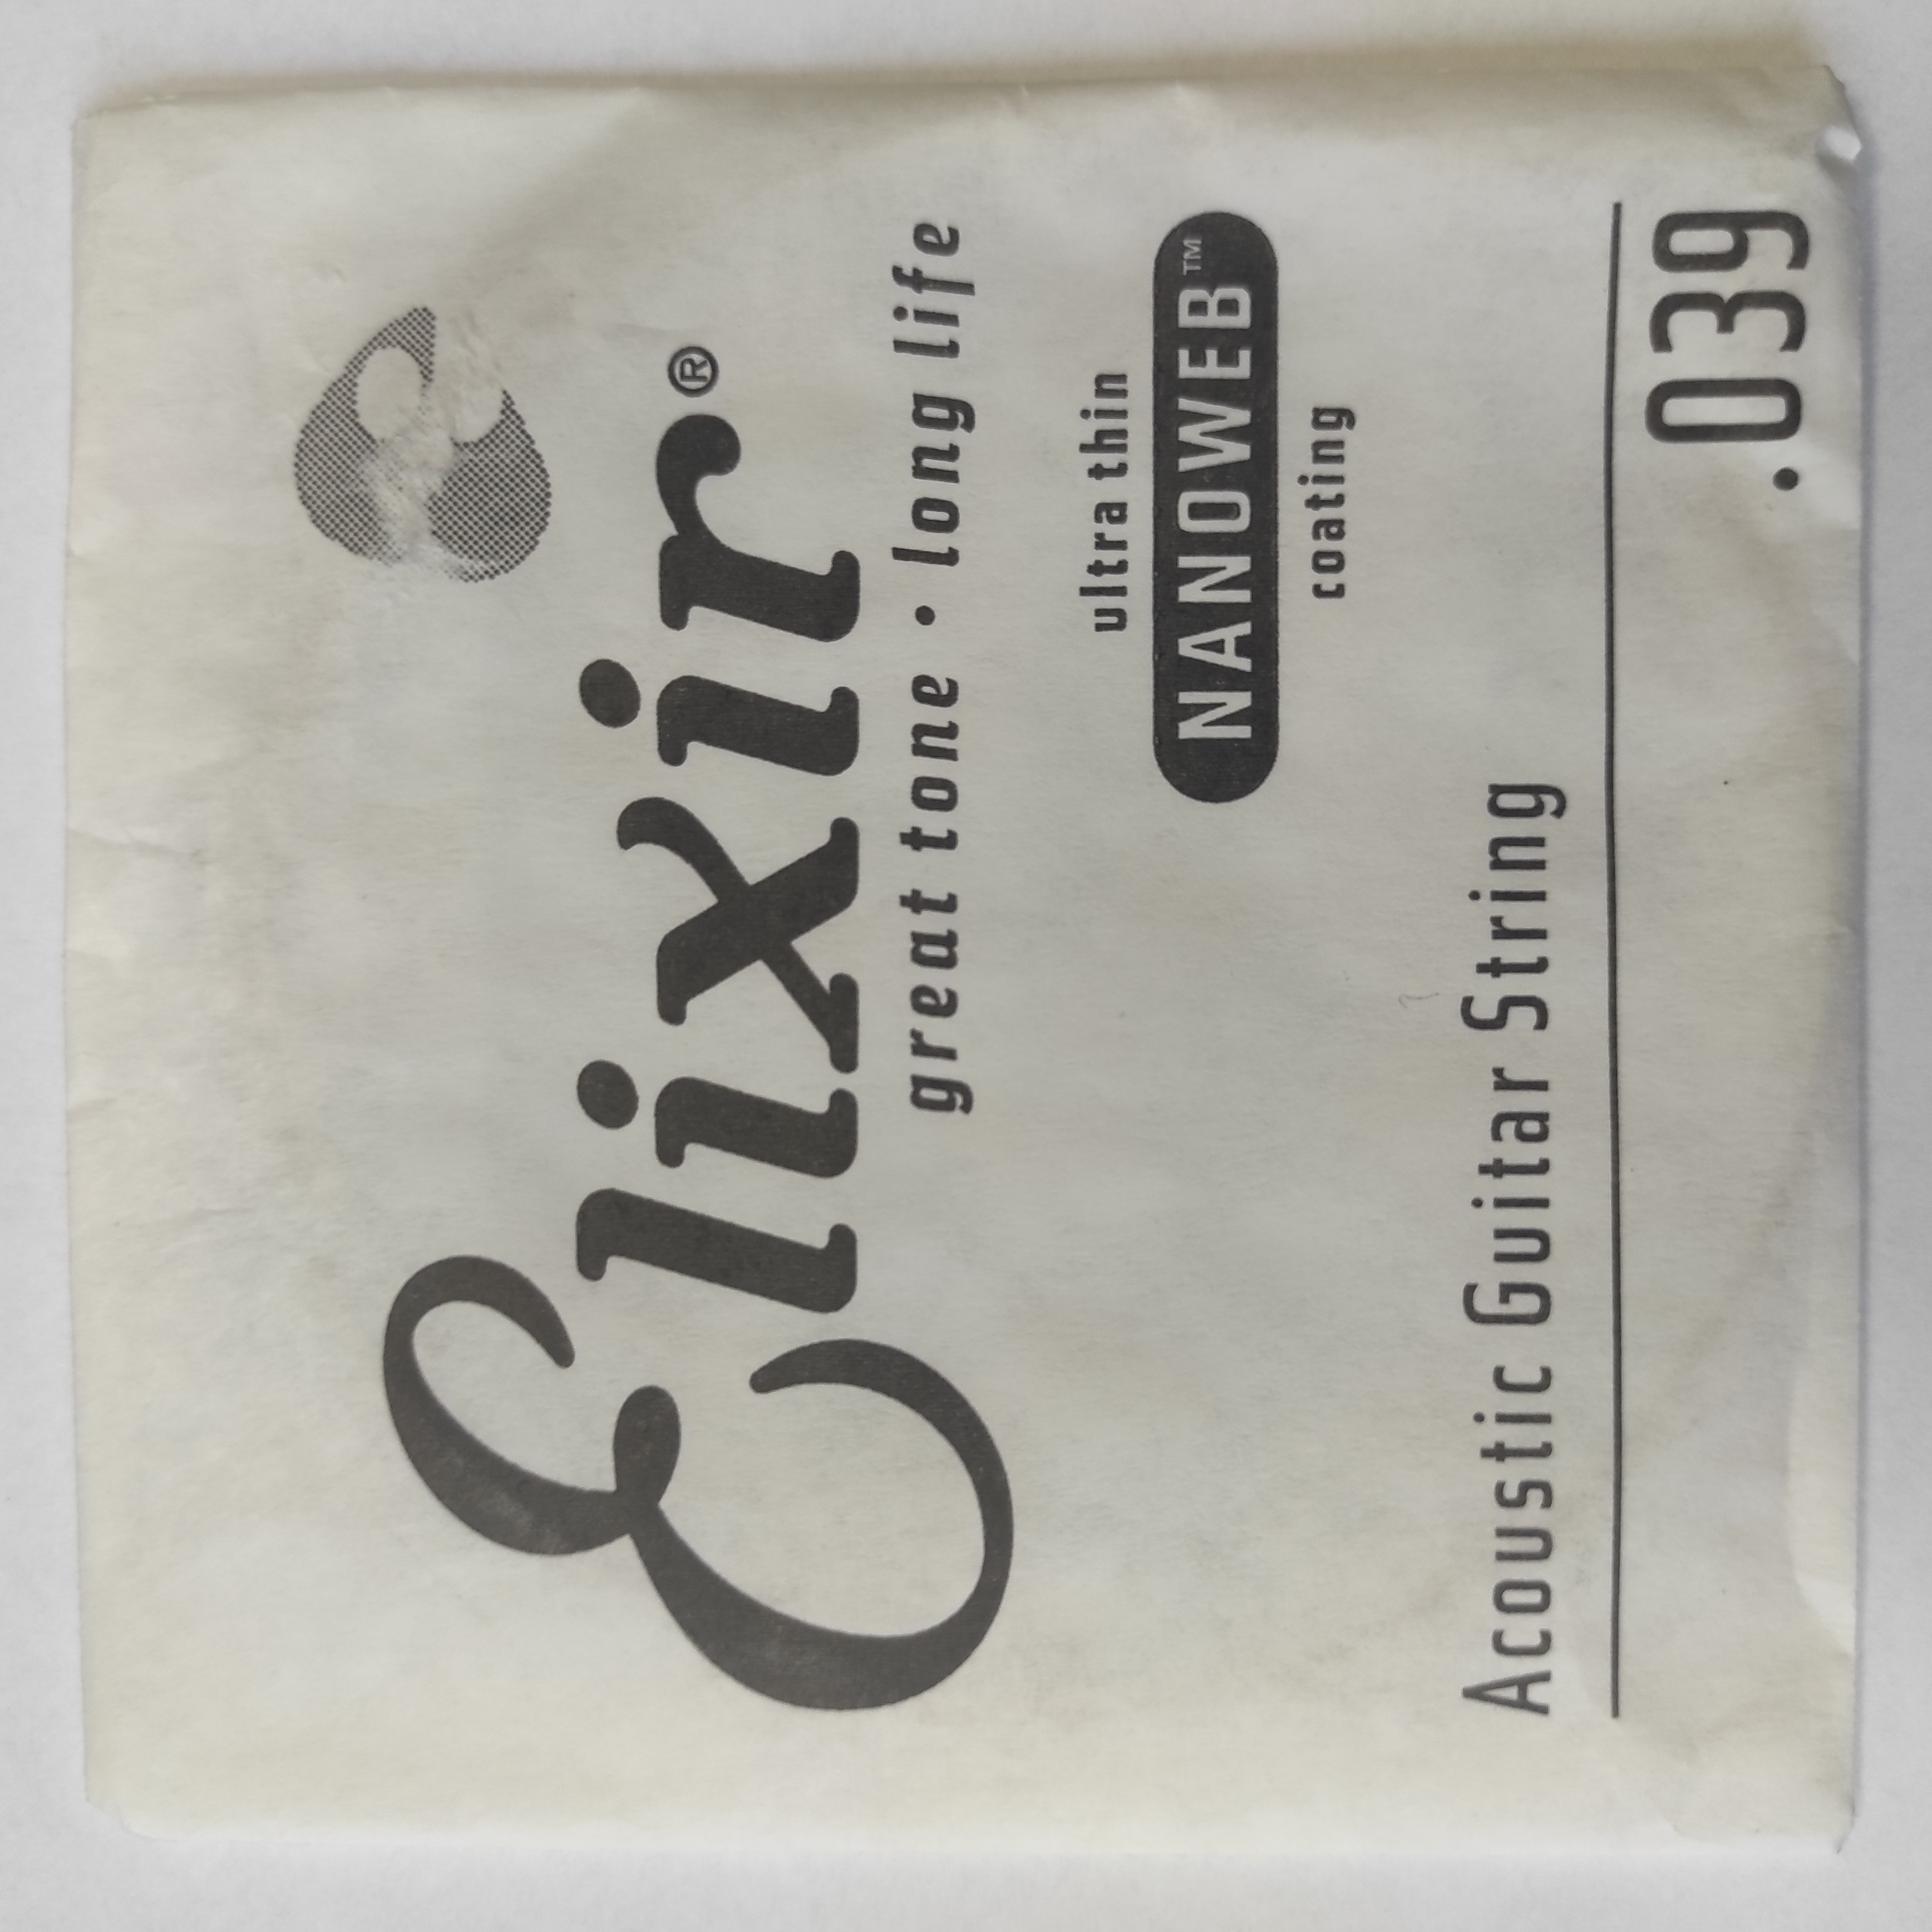 Elixir®
great tone • long life
ultra thin
NANOWEB™
coating
Acoustic Guitar String
.039